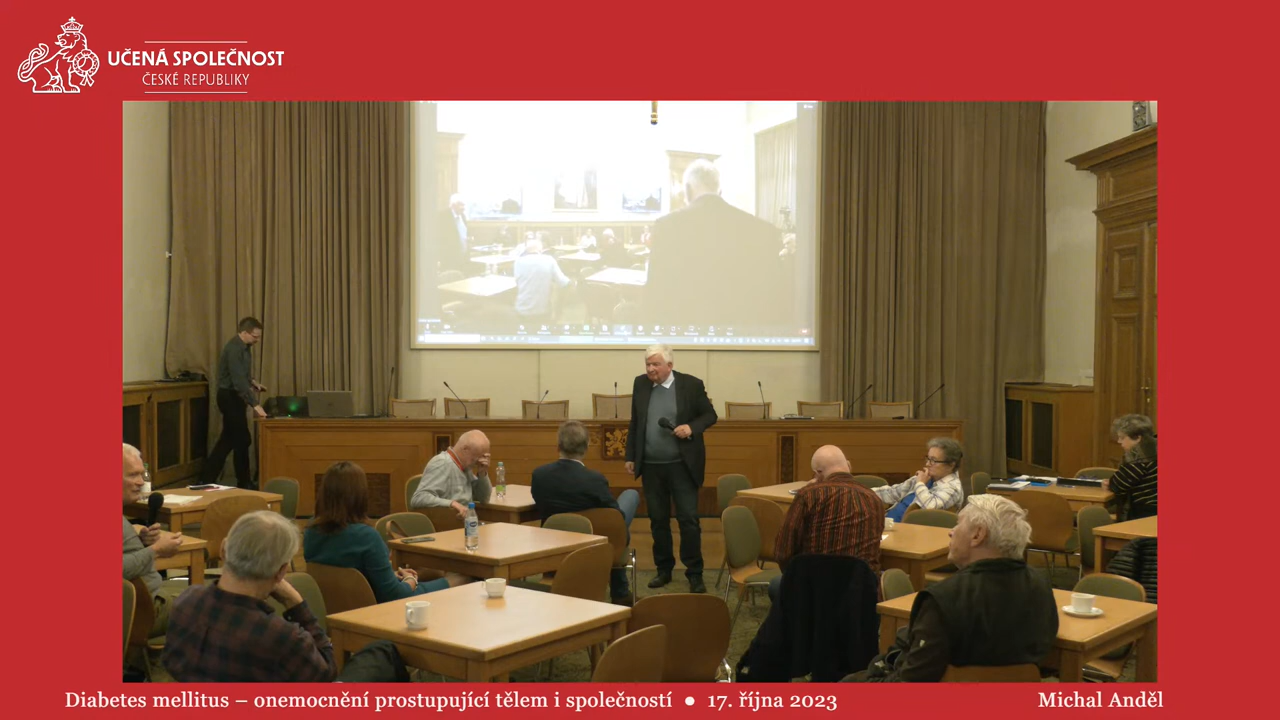 UČENÁ SPOLEČNOST
ČESKÉ REPUBLIKY
Diabetes mellitus – onemocnění prostupující tělem i společností ● 17. října 2023
Michal Anděl